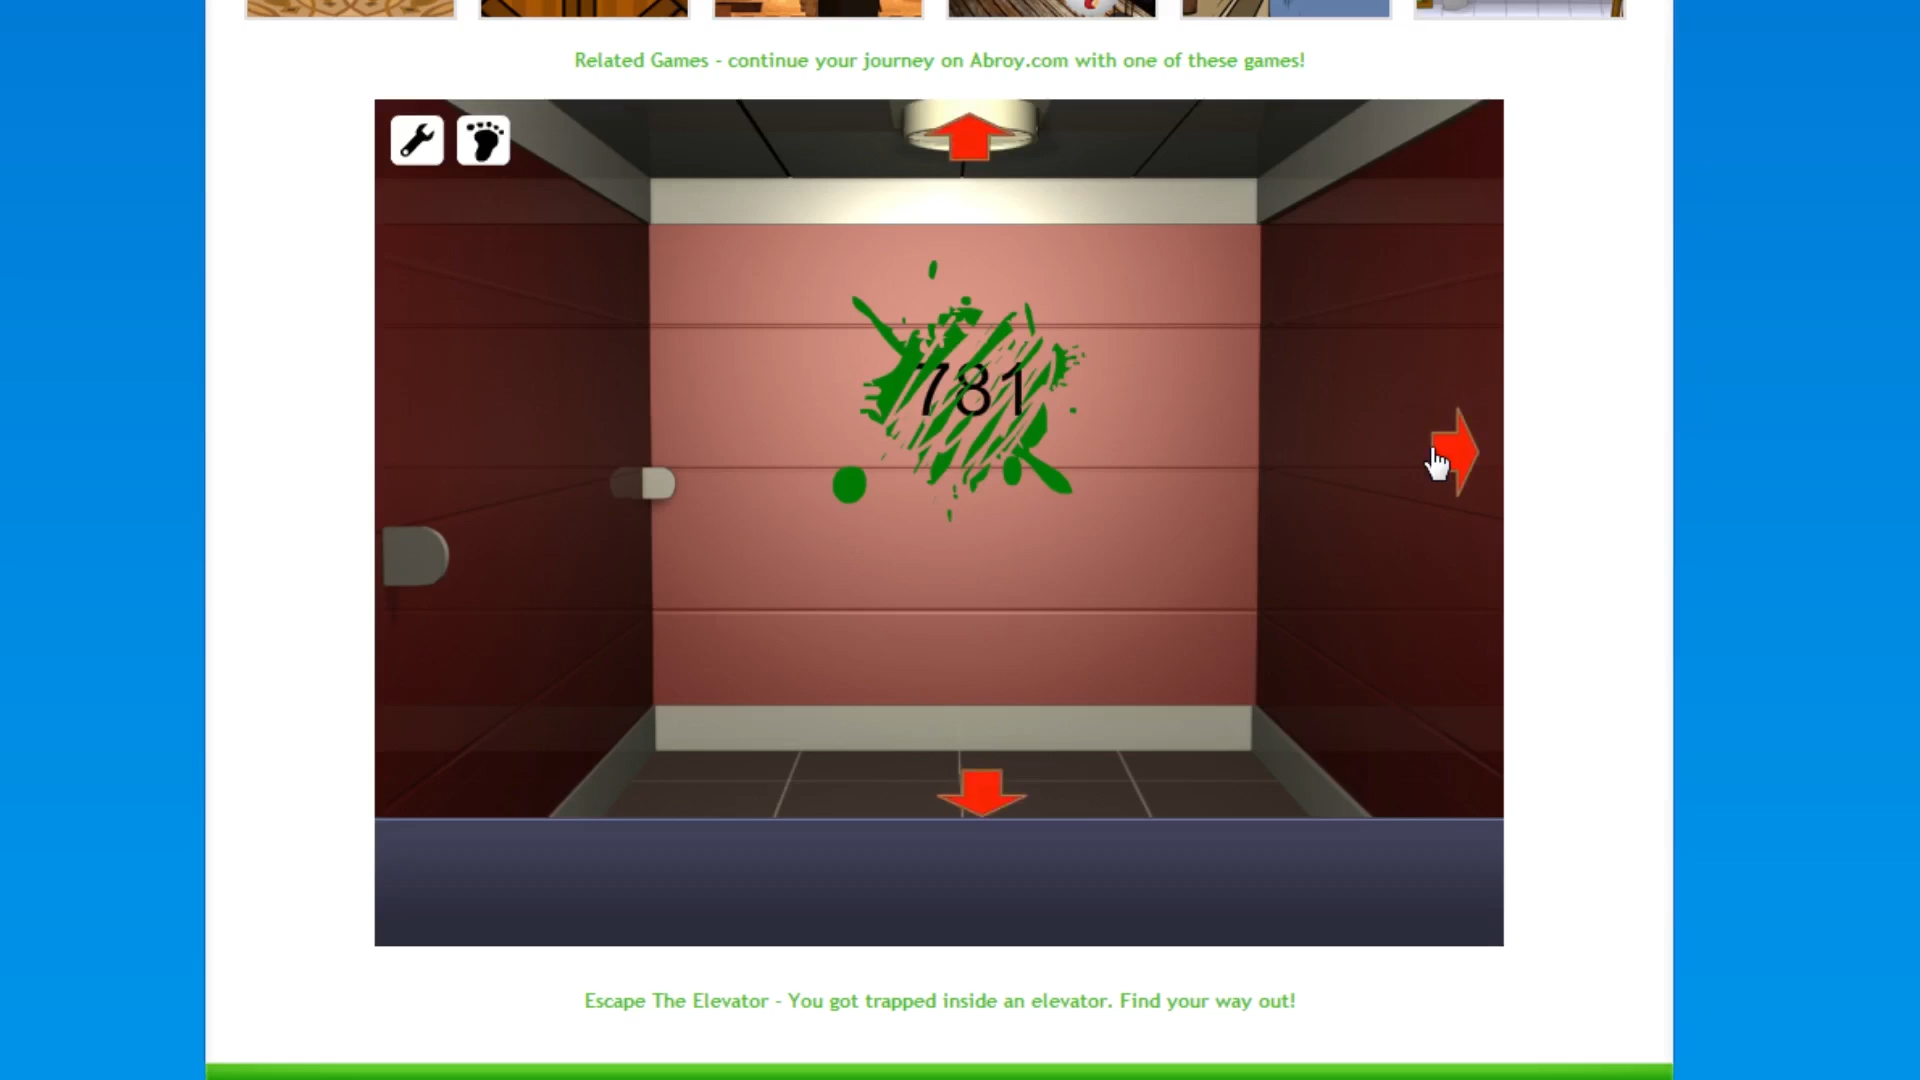 Related Games - continue your journey on Abroy.com with one of these games!
781
Escape The Elevator - You got trapped inside an elevator. Find your way out!